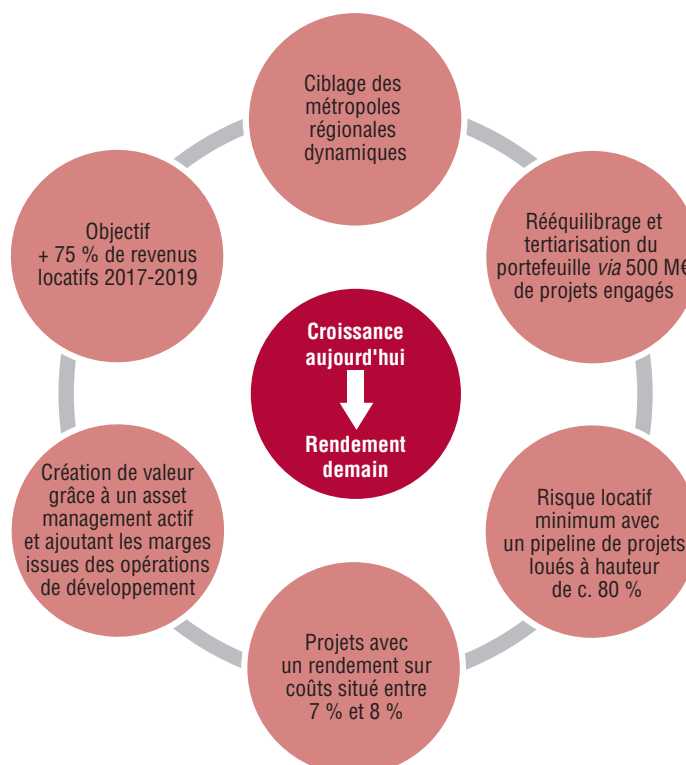 Ciblage des
métropoles
régionales
dynamiques
Rééquilibrage et
tertiarisation du
portefeuille via 500 M€
de projets engagés
Risque locatif
minimum avec
un pipeline de projets
loués à hauteur
de c. 80 %
Projets avec
un rendement sur
coûts situé entre
7 % et 8 %
Création de valeur
grâce à un asset
management actif
et ajoutant les marges
issues des opérations
de développement
Objectif
+ 75 % de revenus
locatifs 2017-2019
Croissance
aujourd'hui
Rendement
demain